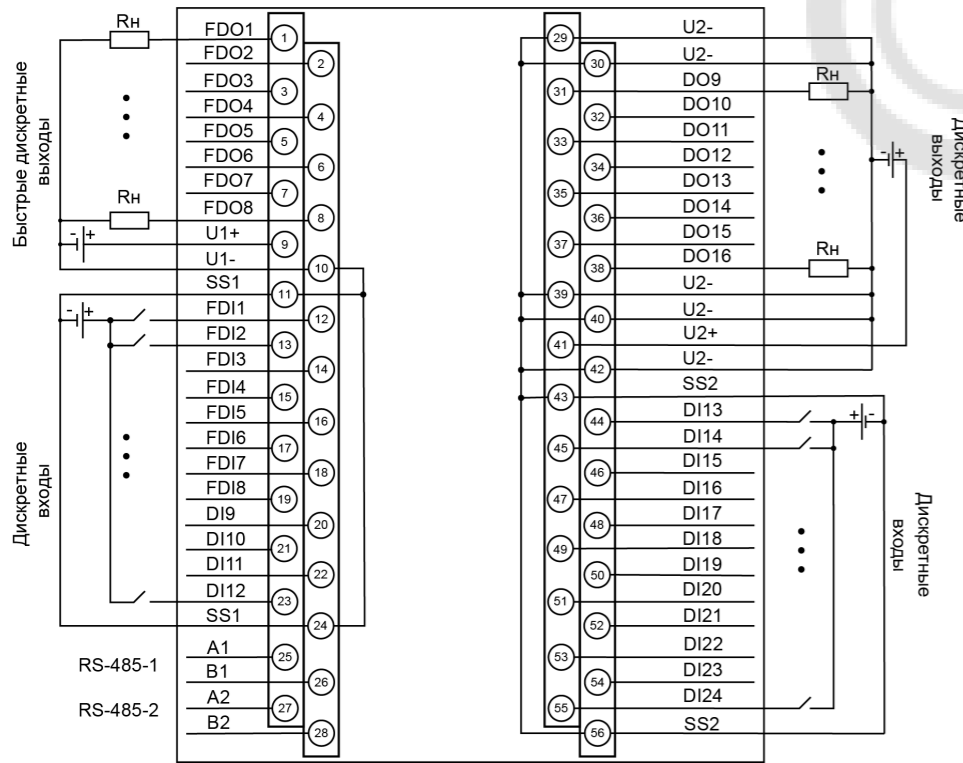 Быстрые дискретные
выходы
Дискретные
входы
RS-485-1
RS-485-2
Rн
Rн
- +
- +
FDO1 1
FDO2 2
FDO3 3
FDO4 4
FDO5 5
FDO6 6
FDO7 7
FDO8 8
U1+ 9
U1- 10
SS1 11
FDI1 12
FDI2 13
FDI3 14
FDI4 15
FDI5 16
FDI6 17
FDI7 18
FDI8 19
DI9 20
DI10 21
DI11 22
DI12 23
SS1 24
A1 25
B1 26
A2 27
B2 28
29 U2-
30 U2-
31 DO9
32 DO10
33 DO11
34 DO12
35 DO13
36 DO14
37 DO15
38 DO16
39 U2-
40 U2-
41 U2+
42 U2-
43 SS2
44 DI13
45 DI14
46 DI15
47 DI16
48 DI17
49 DI18
50 DI19
51 DI20
52 DI21
53 DI22
54 DI23
55 DI24
56 SS2
Rн
Rн
- +
+ -
Дискретные
выходы
Дискретные
входы